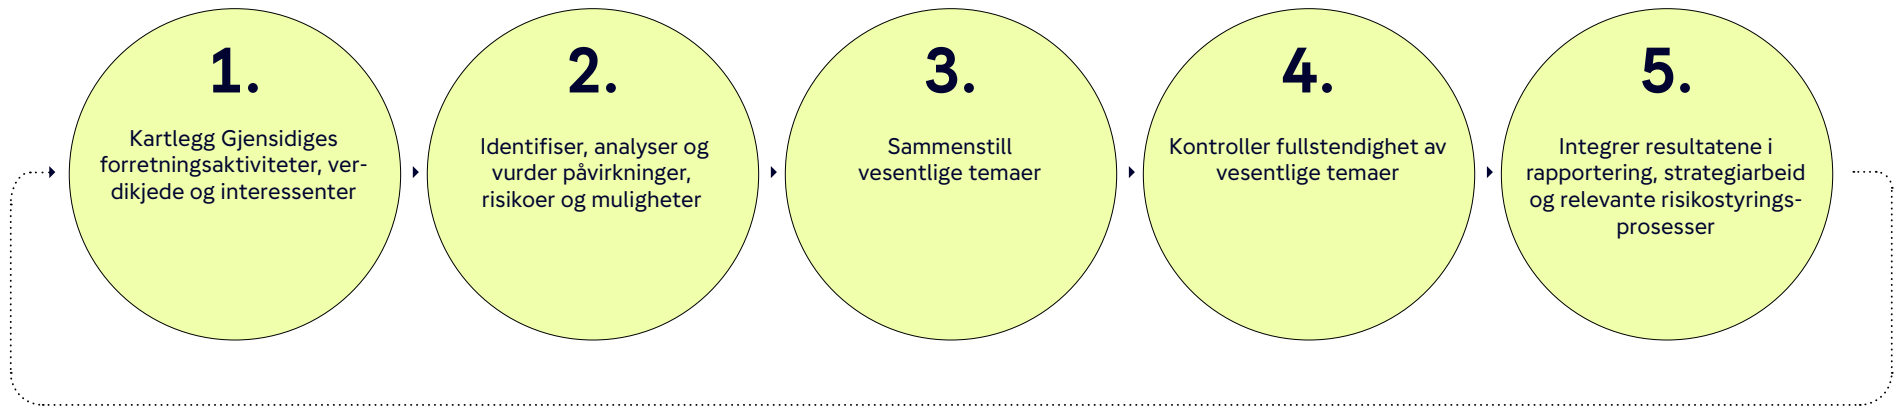 1.
Kartlegg Gjensidiges
forretningsaktiviteter, ver-
dikjede og interessenter
2.
Identifiser, analyser og
vurder påvirkninger,
risikoer og muligheter
3.
Sammenstill
vesentlige temaer
4.
Kontroller fullstendighet av
vesentlige temaer
5.
Integrer resultatene i
rapportering, strategiarbeid
og relevante risikostyrings-
prosesser